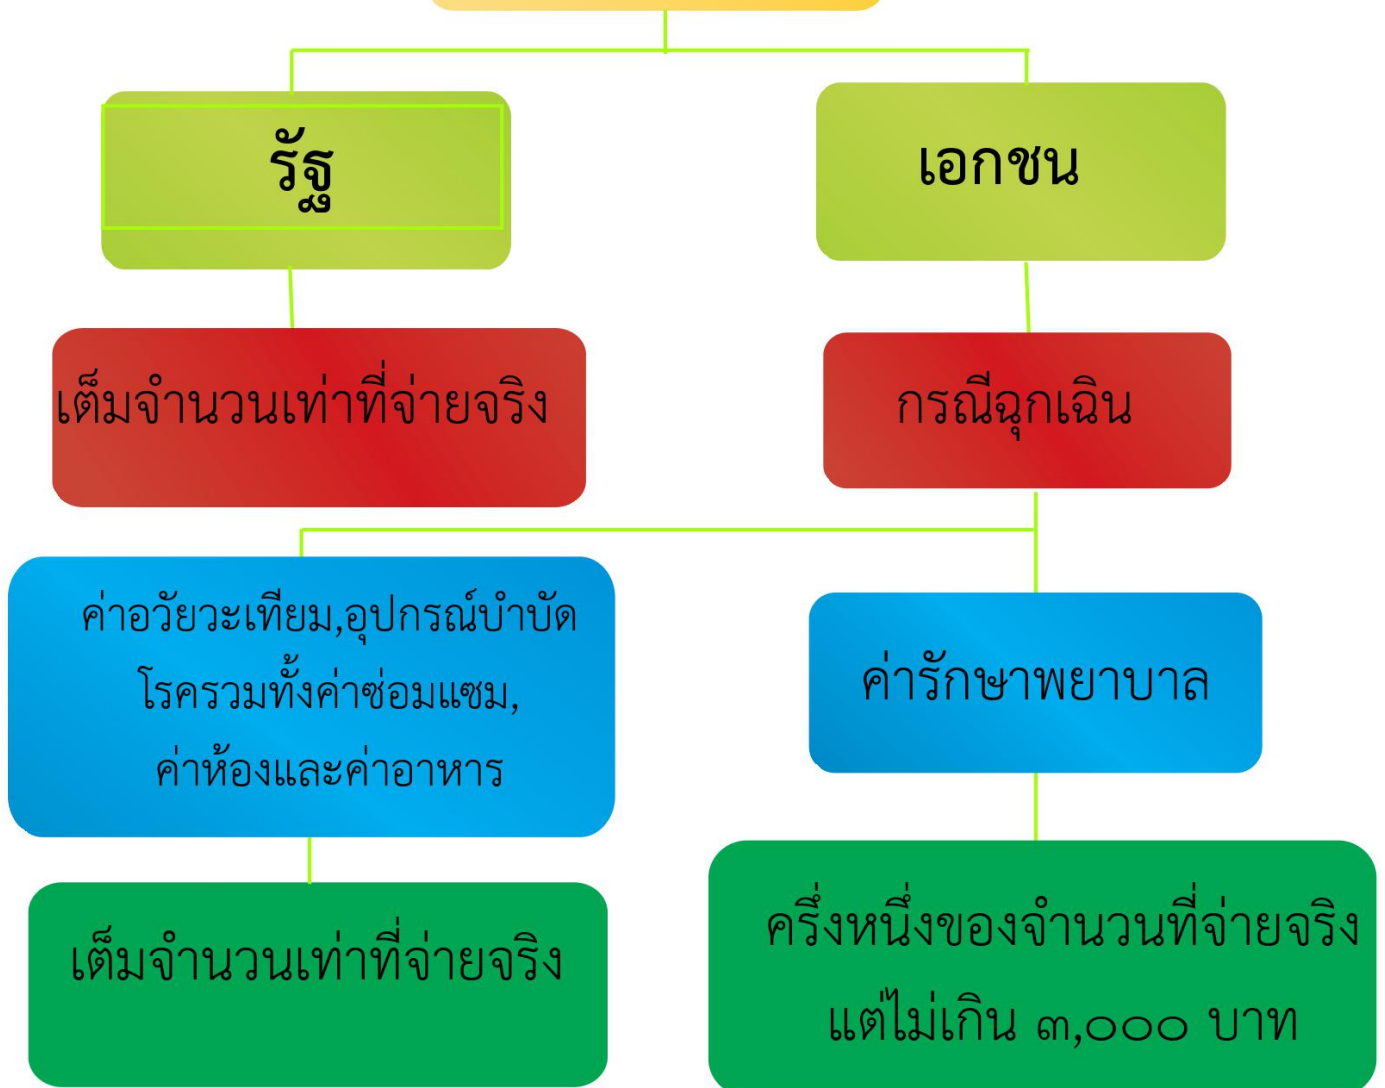 รัฐ
เอกชน
เต็มจำนวนเท่าที่จ่ายจริง
กรณีฉุกเฉิน
ค่าอวัยวะเทียม,อุปกรณ์บำบัด
โรครวมทั้งค่าซ่อมแซม,
ค่าห้องและค่าอาหาร
ค่ารักษาพยาบาล
เต็มจำนวนเท่าที่จ่ายจริง
ครึ่งหนึ่งของจำนวนที่จ่ายจริง
แต่ไม่เกิน ๓,๐๐๐ บาท